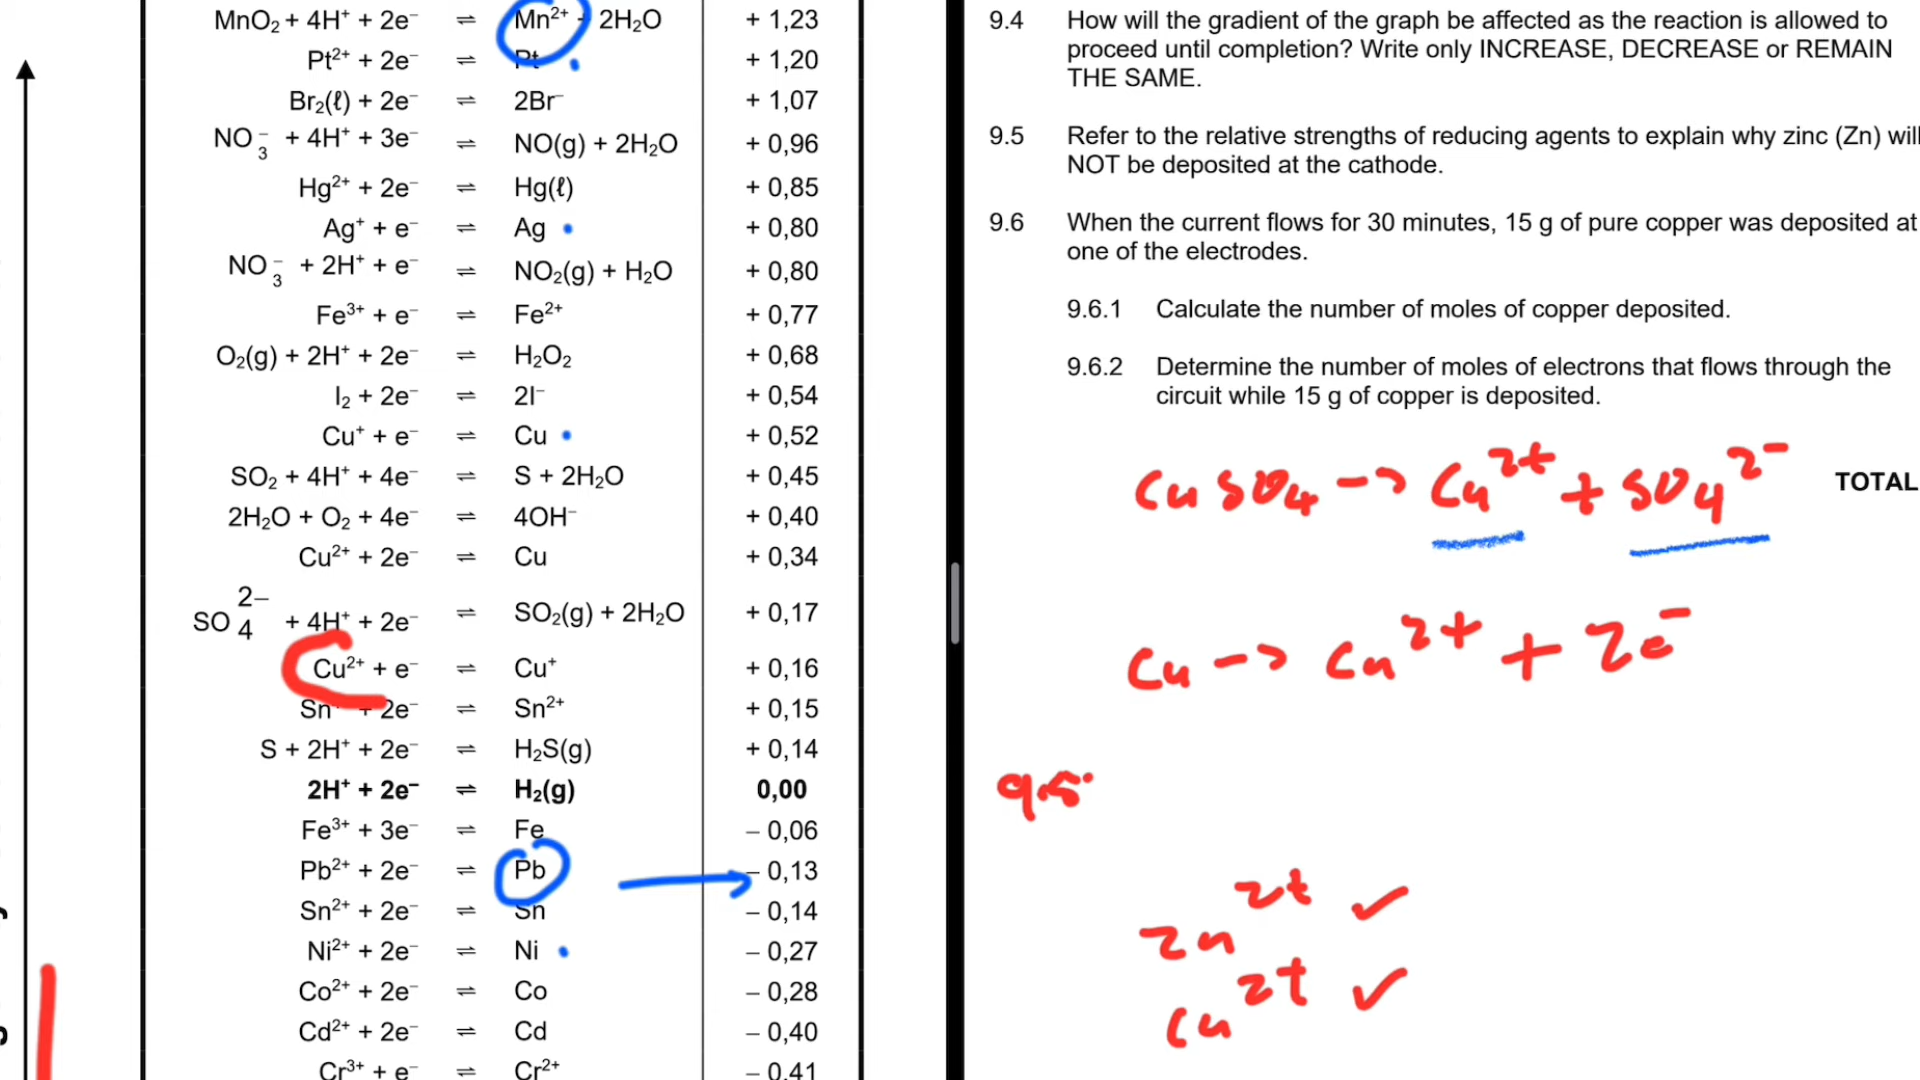 MnO₂ + 4H⁺ + 2e⁻ ⇌ Mn²⁺ + 2H₂O + 1,23
Pt²⁺ + 2e⁻ ⇌ Pt + 1,20
Br₂(ℓ) + 2e⁻ ⇌ 2Br⁻ + 1,07
NO₃⁻ + 4H⁺ + 3e⁻ ⇌ NO(g) + 2H₂O + 0,96
Hg²⁺ + 2e⁻ ⇌ Hg(ℓ) + 0,85
Ag⁺ + e⁻ ⇌ Ag + 0,80
NO₃⁻ + 2H⁺ + e⁻ ⇌ NO₂(g) + H₂O + 0,80
Fe³⁺ + e⁻ ⇌ Fe²⁺ + 0,77
O₂(g) + 2H⁺ + 2e⁻ ⇌ H₂O₂ + 0,68
I₂ + 2e⁻ ⇌ 2I⁻ + 0,54
Cu⁺ + e⁻ ⇌ Cu + 0,52
SO₂ + 4H⁺ + 4e⁻ ⇌ S + 2H₂O + 0,45
2H₂O + O₂ + 4e⁻ ⇌ 4OH⁻ + 0,40
Cu²⁺ + 2e⁻ ⇌ Cu + 0,34
SO₄²⁻ + 4H⁺ + 2e⁻ ⇌ SO₂(g) + 2H₂O + 0,17
Cu²⁺ + e⁻ ⇌ Cu⁺ + 0,16
Sn + 2e⁻ ⇌ Sn²⁺ + 0,15
S + 2H⁺ + 2e⁻ ⇌ H₂S(g) + 0,14
2H⁺ + 2e⁻ ⇌ H₂(g) 0,00
Fe³⁺ + 3e⁻ ⇌ Fe – 0,06
Pb²⁺ + 2e⁻ ⇌ Pb – 0,13
Sn²⁺ + 2e⁻ ⇌ Sn – 0,14
Ni²⁺ + 2e⁻ ⇌ Ni – 0,27
Co²⁺ + 2e⁻ ⇌ Co – 0,28
Cd²⁺ + 2e⁻ ⇌ Cd – 0,40
Cr³⁺ + e⁻ ⇌ Cr²⁺ – 0,41
9.4 How will the gradient of the graph be affected as the reaction is allowed to
proceed until completion? Write only INCREASE, DECREASE or REMAIN
THE SAME.
9.5 Refer to the relative strengths of reducing agents to explain why zinc (Zn) will
NOT be deposited at the cathode.
9.6 When the current flows for 30 minutes, 15 g of pure copper was deposited at
one of the electrodes.
9.6.1 Calculate the number of moles of copper deposited.
9.6.2 Determine the number of moles of electrons that flows through the
circuit while 15 g of copper is deposited.
CuSO4 -> Cu²⁺ + SO4²⁻
TOTAL
Cu -> Cu²⁺ + 2e⁻
9.5.
Zn²⁺ ✓
Cu²⁺ ✓